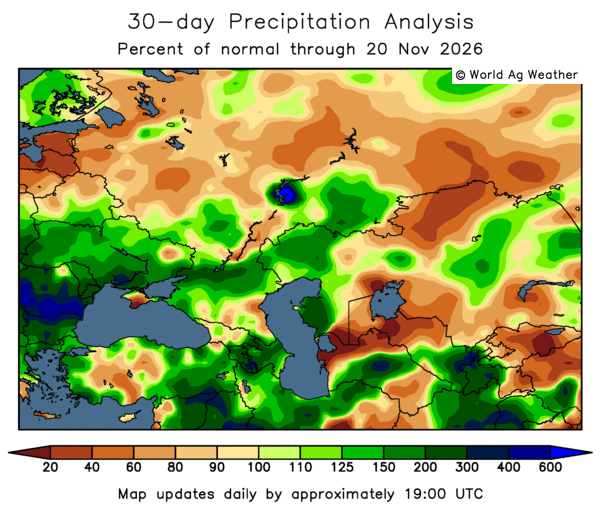 30-day Precipitation Analysis
Percent of normal through 20 Nov 2026
© World Ag Weather
20 40 60 80 90 100 110 125 150 200 300 400 600
Map updates daily by approximately 19:00 UTC